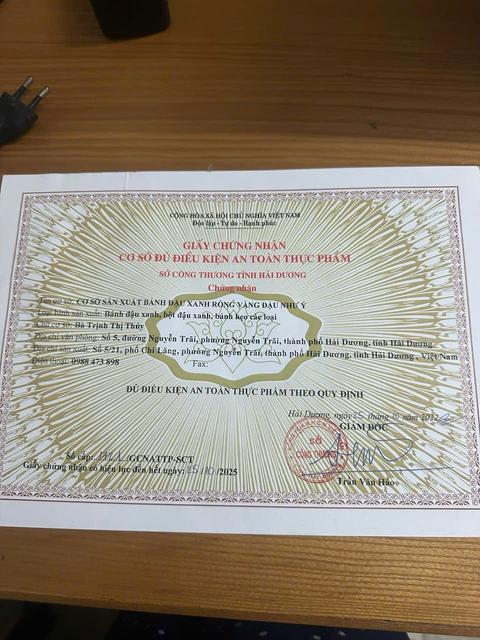 CỘNG HÒA XÃ HỘI CHỦ NGHĨA VIỆT NAM
Độc lập - Tự do - Hạnh phúc
GIẤY CHỨNG NHẬN
CƠ SỞ ĐỦ ĐIỀU KIỆN AN TOÀN THỰC PHẨM
SỞ CÔNG THƯƠNG TỈNH HẢI DƯƠNG
Chứng nhận
Tên cơ sở: CƠ SỞ SẢN XUẤT BÁNH ĐẬU XANH RỒNG VÀNG ĐẬU NHƯ Ý
Loại hình sản xuất: Bánh đậu xanh, bột đậu xanh, bánh kẹo các loại
Chủ cơ sở: Bà Trịnh Thị Thủy
Địa chỉ văn phòng: Số 5, đường Nguyễn Trãi, phường Nguyễn Trãi, thành phố Hải Dương, tỉnh Hải Dương
Địa chỉ sản xuất: Số 5/21, phố Chi Lăng, phường Nguyễn Trãi, thành phố Hải Dương, tỉnh Hải Dương, Việt Nam
Điện thoại: 0988 473 898 Fax:
ĐỦ ĐIỀU KIỆN AN TOÀN THỰC PHẨM THEO QUY ĐỊNH
Hải Dương, ngày 25 tháng 10 năm 2022
GIÁM ĐỐC
SỞ
CÔNG THƯƠNG
Số cấp: /GCNATTP-SCT
Giấy chứng nhận có hiệu lực đến hết ngày: 25/10/2025
Trần Văn Hảo